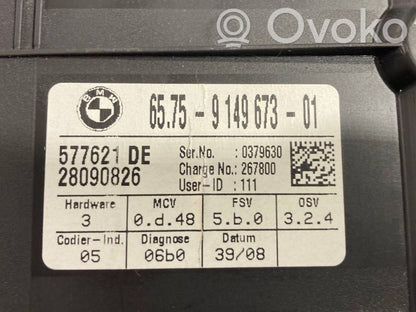 Ovoko
BMW
65.75 - 9 149 673 - 01
577621 DE
28090826
Ser.No. : 0379630
Charge No.: 267800
User-ID : 111
Hardware MCV FSV OSV
3 0.d.48 5.b.0 3.2.4
Codier-Ind. Diagnose Datum
05 06b0 39/08